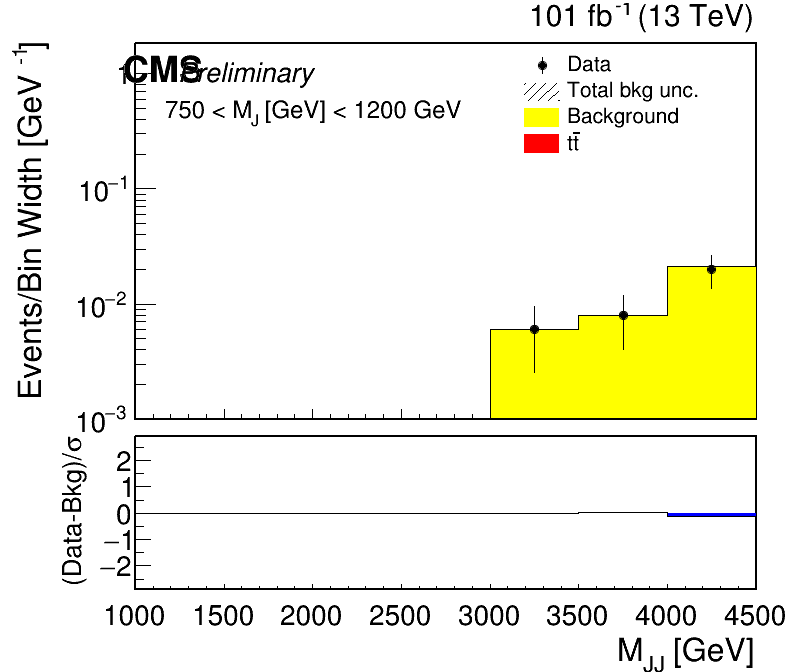 101 fb⁻¹ (13 TeV)
CMS Preliminary
750 < M_J [GeV] < 1200 GeV
Data
Total bkg unc.
Background
tt̄
Events/Bin Width [GeV⁻¹]
1
10⁻¹
10⁻²
10⁻³
(Data-Bkg)/σ
2
1
0
−1
−2
1000 1500 2000 2500 3000 3500 4000 4500
M_JJ [GeV]